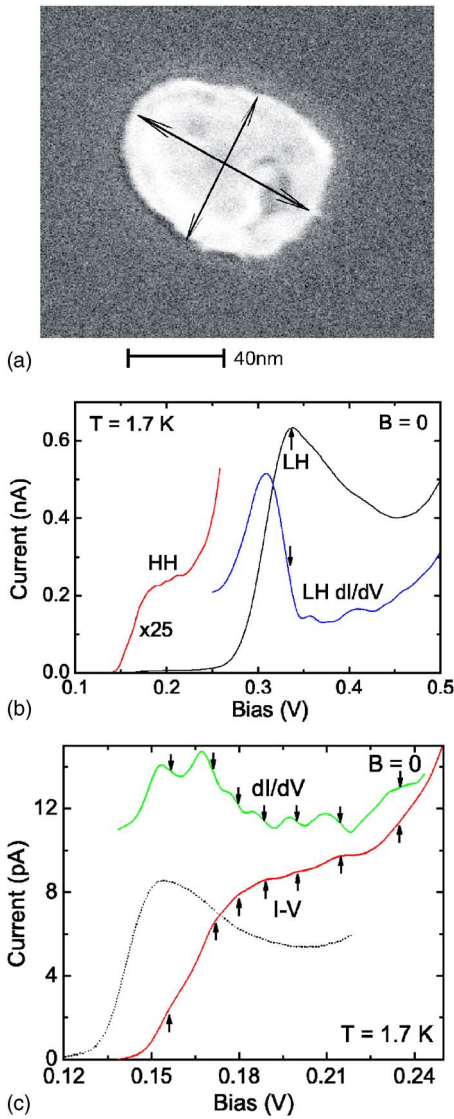 (a)
40nm
T = 1.7 K
B = 0
0.6
LH
0.4
HH
0.2
x25
LH dI/dV
0.0
0.1
0.2
0.3
0.4
0.5
Current (nA)
(b)
Bias (V)
B = 0
dI/dV
12
8
I-V
4
T = 1.7 K
0
0.12
0.15
0.18
0.21
0.24
Current (pA)
(c)
Bias (V)